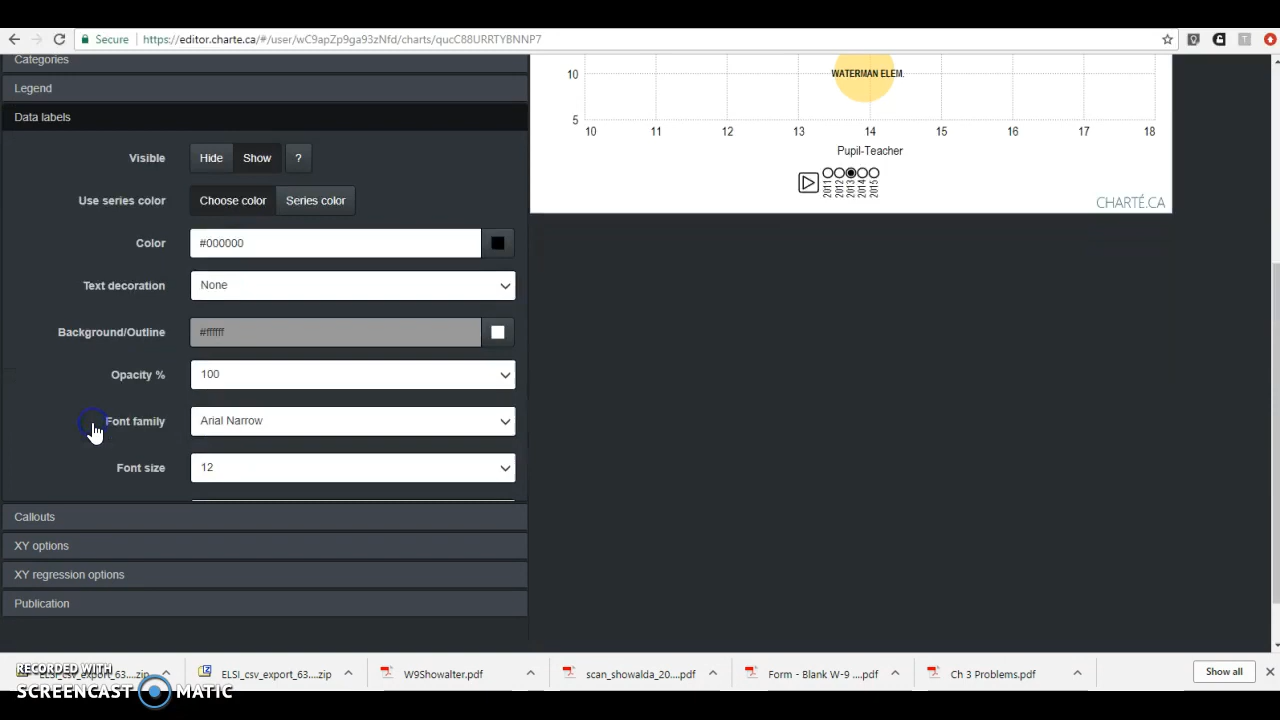 Secure https://editor.charte.ca/#/user/wC9apZp9ga93zNfd/charts/qucC88URRTYBNNP7
Categories
Legend
Data labels
Visible Hide Show ?
Use series color Choose color Series color
Color #000000
Text decoration None
Background/Outline #ffffff
Opacity % 100
Font family Arial Narrow
Font size 12
Callouts
XY options
XY regression options
Publication
10 WATERMAN ELEM.
5
10 11 12 13 14 15 16 17 18
Pupil-Teacher
2011 2012 2013 2014 2015
CHARTÉ.CA
ELSI_csv_export_63....zip ELSI_csv_export_63....zip W9Showalter.pdf scan_showalda_20....pdf Form - Blank W-9 ....pdf Ch 3 Problems.pdf Show all
RECORDED WITH
SCREENCAST MATIC